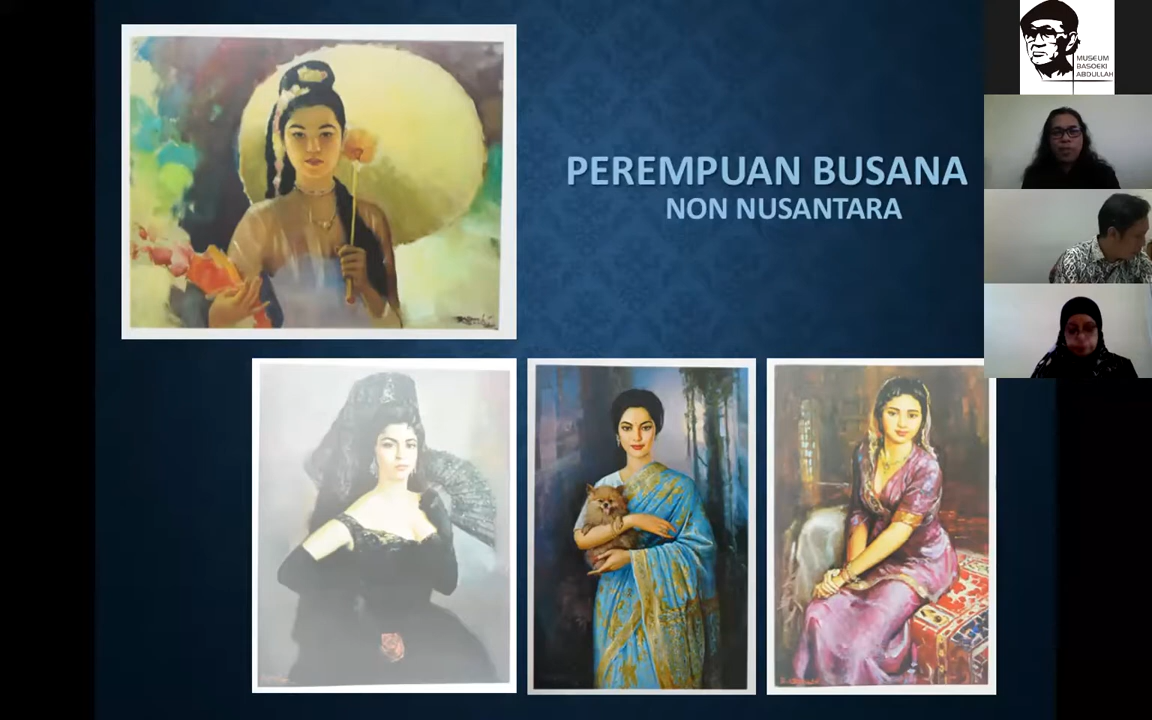 PEREMPUAN BUSANA
NON NUSANTARA
MUSEUM
BASOEKI
ABDULLAH